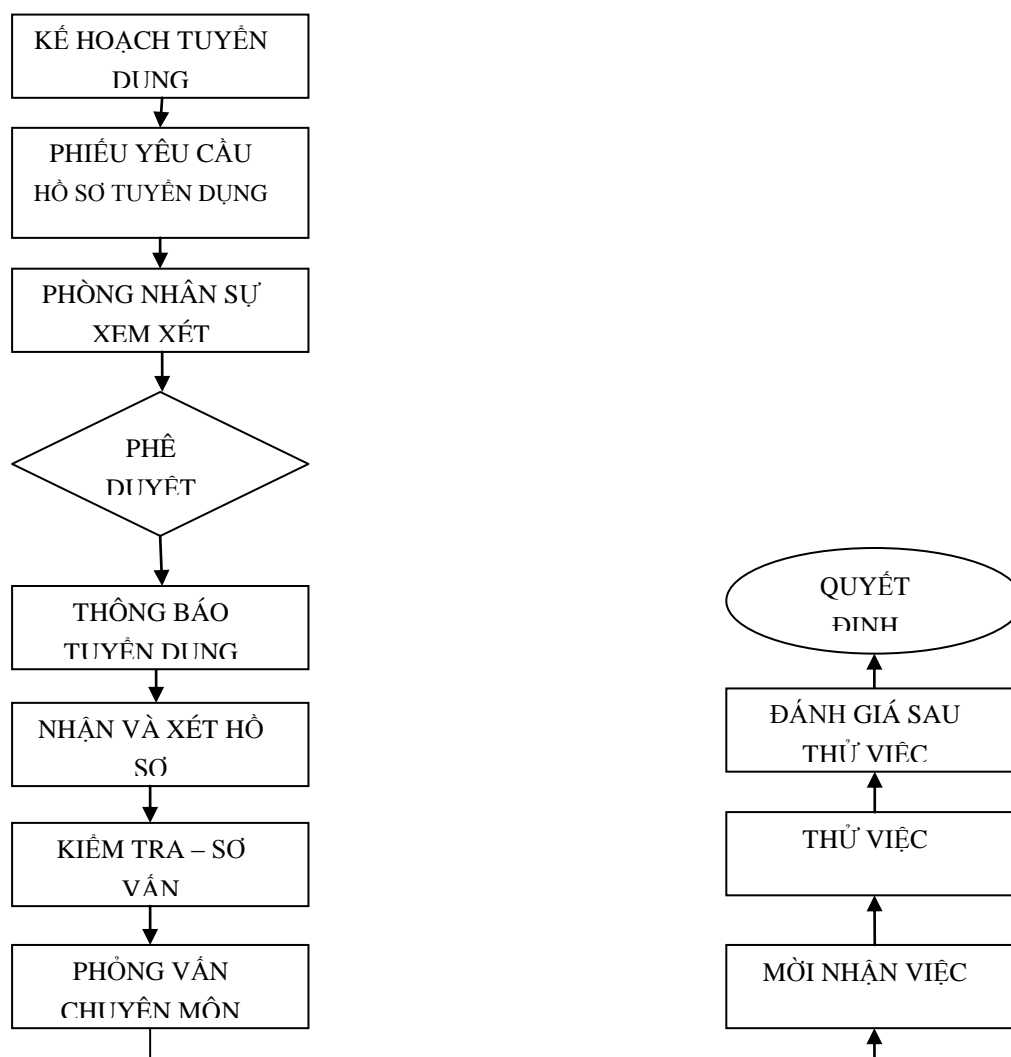 KẾ HOẠCH TUYỂN
DỤNG
PHIẾU YÊU CẦU
HỒ SƠ TUYỂN DỤNG
PHÒNG NHÂN SỰ
XEM XÉT
PHÊ
DUYỆT
THÔNG BÁO
TUYỂN DỤNG
NHẬN VÀ XÉT HỒ
SƠ
KIỂM TRA – SƠ
VẤN
PHỎNG VẤN
CHUYÊN MÔN
QUYẾT
ĐỊNH
ĐÁNH GIÁ SAU
THỬ VIỆC
THỬ VIỆC
MỜI NHẬN VIỆC